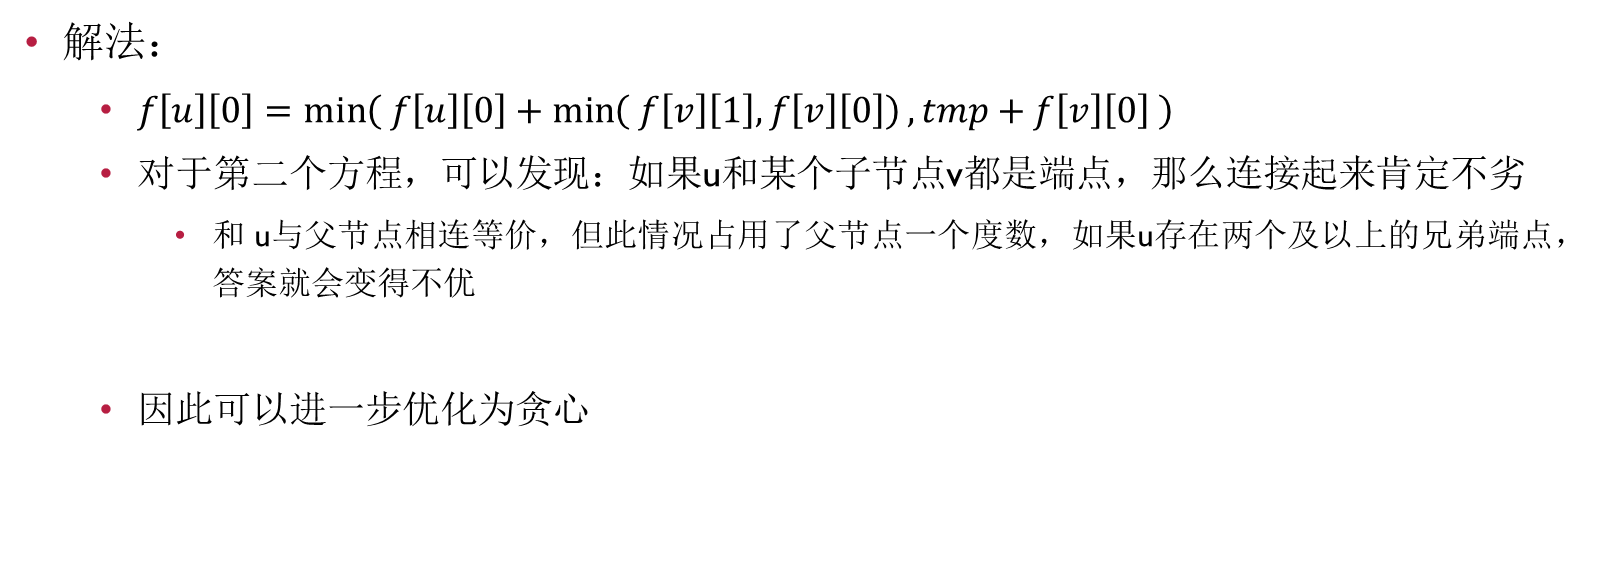 • 解法：
• f[u][0] = min( f[u][0] + min( f[v][1], f[v][0]) , tmp + f[v][0] )
• 对于第二个方程，可以发现：如果u和某个子节点v都是端点，那么连接起来肯定不劣
• 和 u与父节点相连等价，但此情况占用了父节点一个度数，如果u存在两个及以上的兄弟端点，
答案就会变得不优
• 因此可以进一步优化为贪心